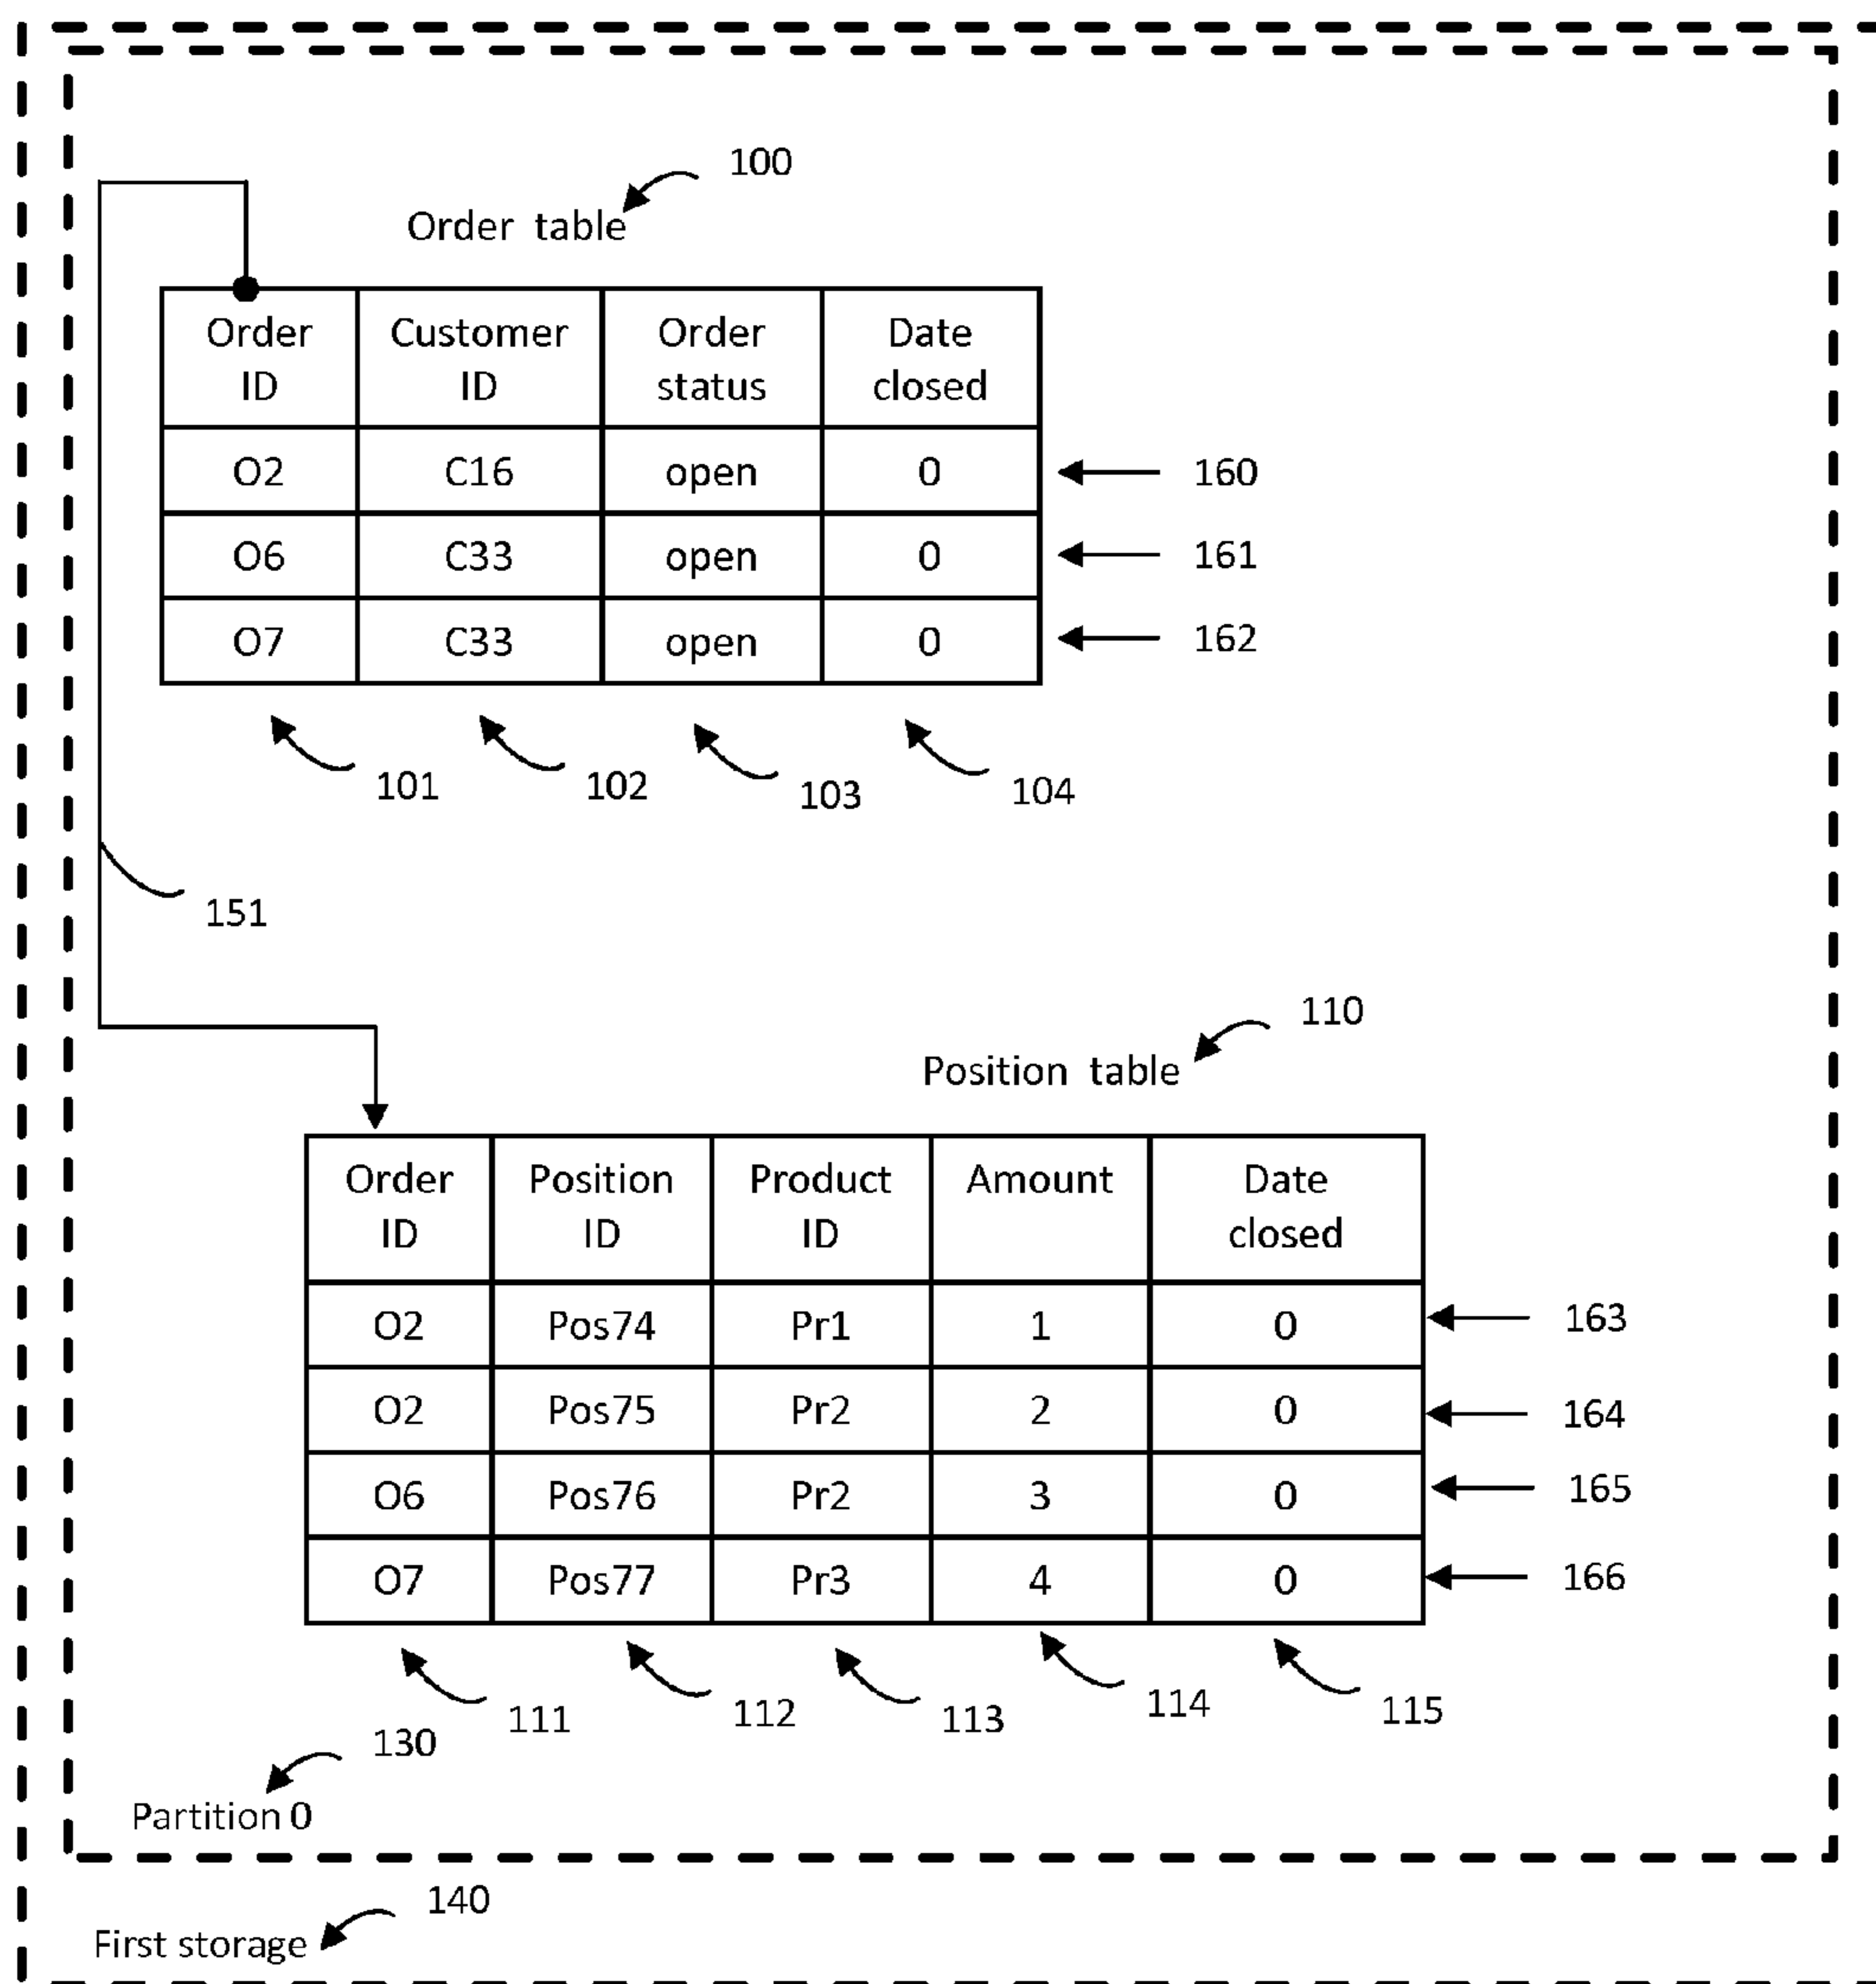 100
Order table
Order Customer Order Date
ID ID status closed
O2 C16 open 0 160
O6 C33 open 0 161
O7 C33 open 0 162
101 102 103 104
151
110
Position table
Order Position Product Amount Date
ID ID ID closed
O2 Pos74 Pr1 1 0 163
O2 Pos75 Pr2 2 0 164
O6 Pos76 Pr2 3 0 165
O7 Pos77 Pr3 4 0 166
111 112 113 114 115
130
Partition 0
140
First storage